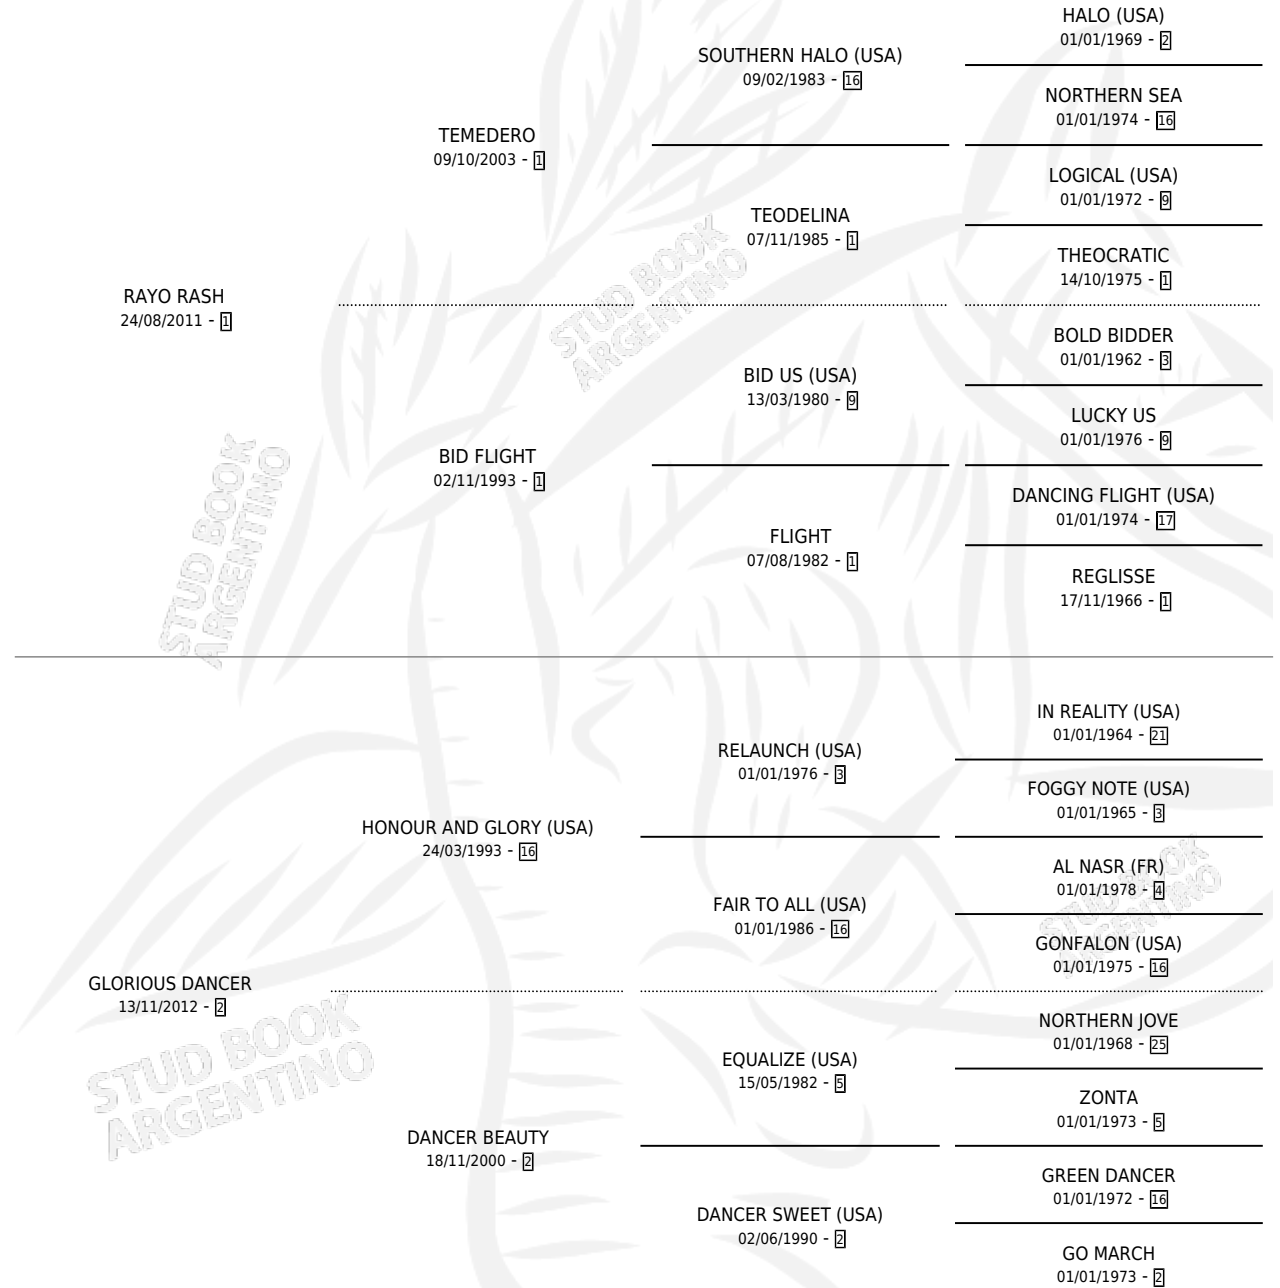 HALO (USA)
01/01/1969 - 2
SOUTHERN HALO (USA)
09/02/1983 - 16
NORTHERN SEA
01/01/1974 - 16
TEMEDERO
09/10/2003 - 1
LOGICAL (USA)
01/01/1972 - 9
TEODELINA
07/11/1985 - 1
THEOCRATIC
14/10/1975 - 1
RAYO RASH
24/08/2011 - 1
STUD BOOK
ARGENTINO
BOLD BIDDER
01/01/1962 - 3
BID US (USA)
13/03/1980 - 9
LUCKY US
01/01/1976 - 9
BID FLIGHT
02/11/1993 - 1
DANCING FLIGHT (USA)
01/01/1974 - 17
FLIGHT
07/08/1982 - 1
REGLISSE
17/11/1966 - 1
STUD BOOK
ARGENTINO
IN REALITY (USA)
01/01/1964 - 21
RELAUNCH (USA)
01/01/1976 - 3
FOGGY NOTE (USA)
01/01/1965 - 3
HONOUR AND GLORY (USA)
24/03/1993 - 16
AL NASR (FR)
01/01/1978 - 4
FAIR TO ALL (USA)
01/01/1986 - 16
GONFALON (USA)
01/01/1975 - 16
STUD BOOK
ARGENTINO
GLORIOUS DANCER
13/11/2012 - 2
STUD BOOK
ARGENTINO
NORTHERN JOVE
01/01/1968 - 25
EQUALIZE (USA)
15/05/1982 - 5
ZONTA
01/01/1973 - 5
DANCER BEAUTY
18/11/2000 - 2
GREEN DANCER
01/01/1972 - 16
DANCER SWEET (USA)
02/06/1990 - 2
GO MARCH
01/01/1973 - 2